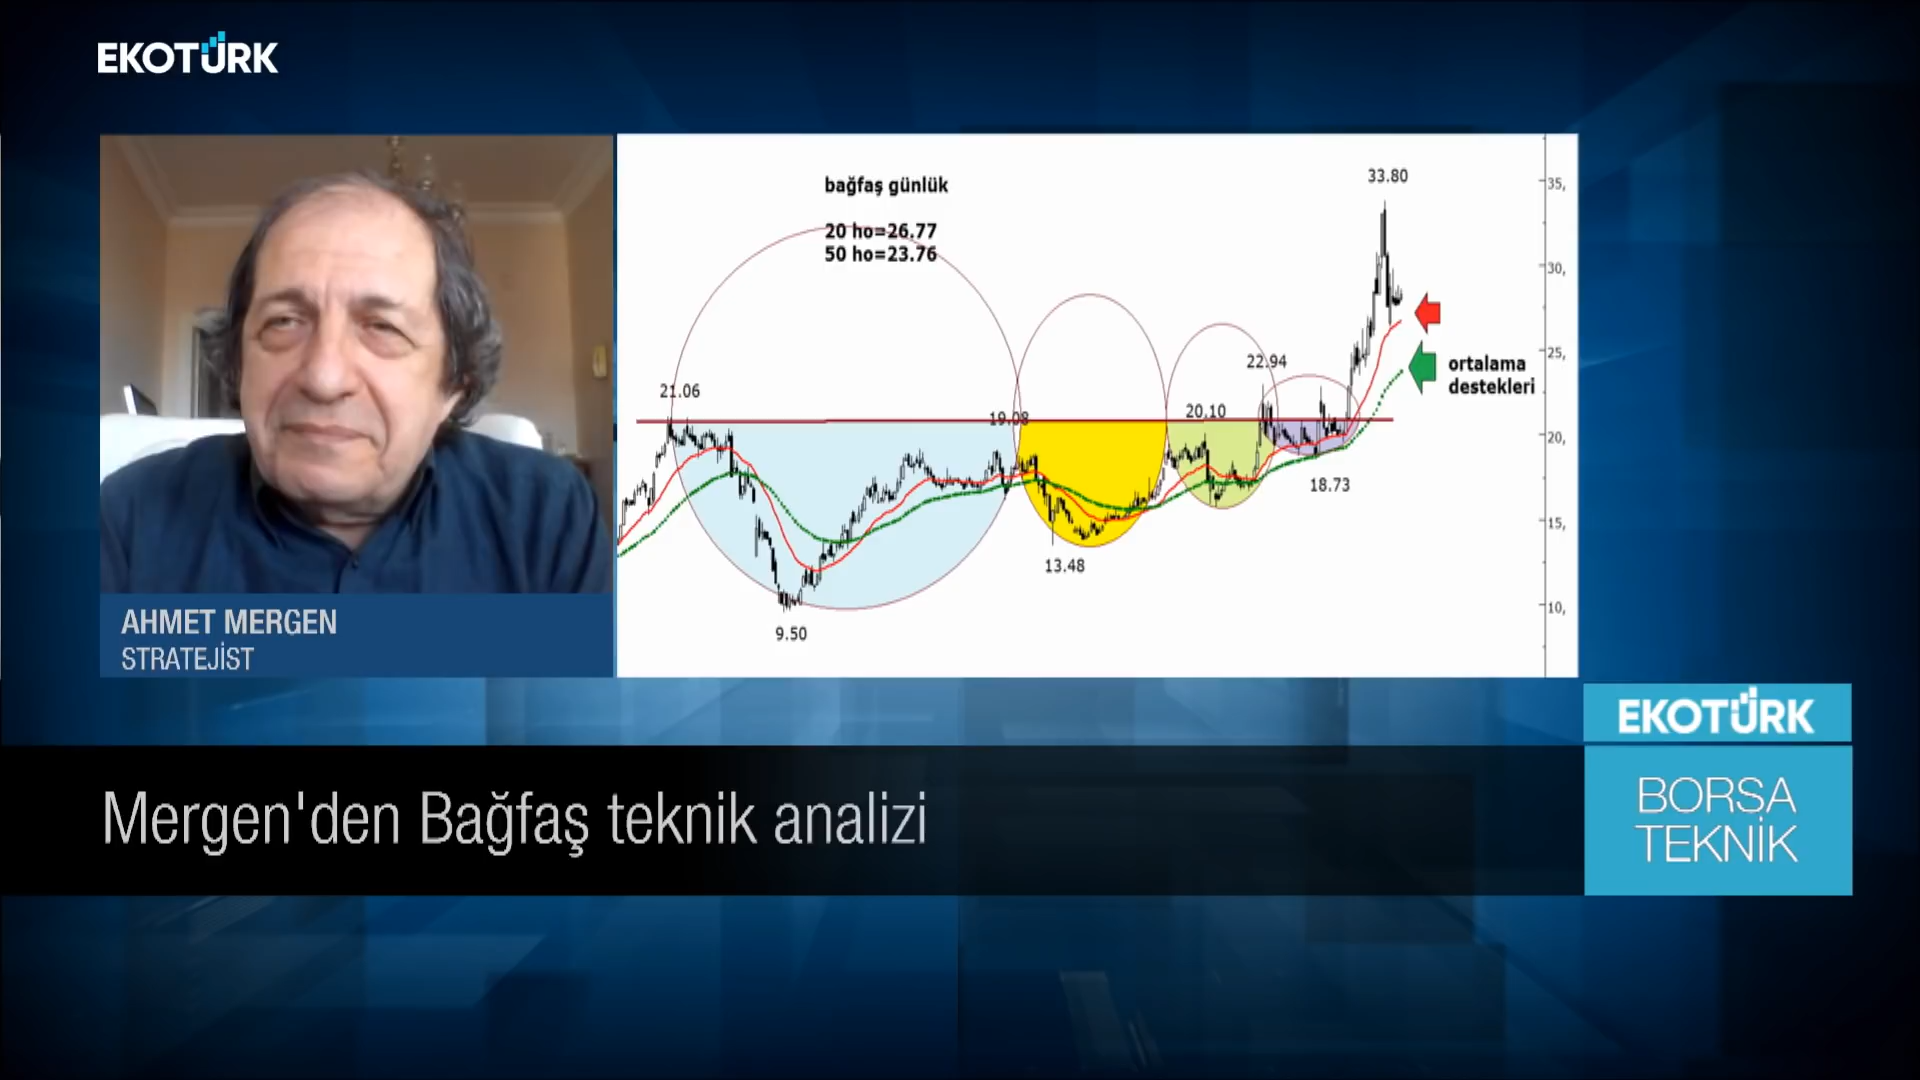 EKOTÜRK
AHMET MERGEN
STRATEJİST
bağfaş günlük
20 ho=26.77
50 ho=23.76
33.80
35,
30,
25,
20,
15,
10,
22.94
21.06
19.08
20.10
18.73
13.48
9.50
ortalama
destekleri
EKOTÜRK
BORSA
TEKNİK
Mergen'den Bağfaş teknik analizi